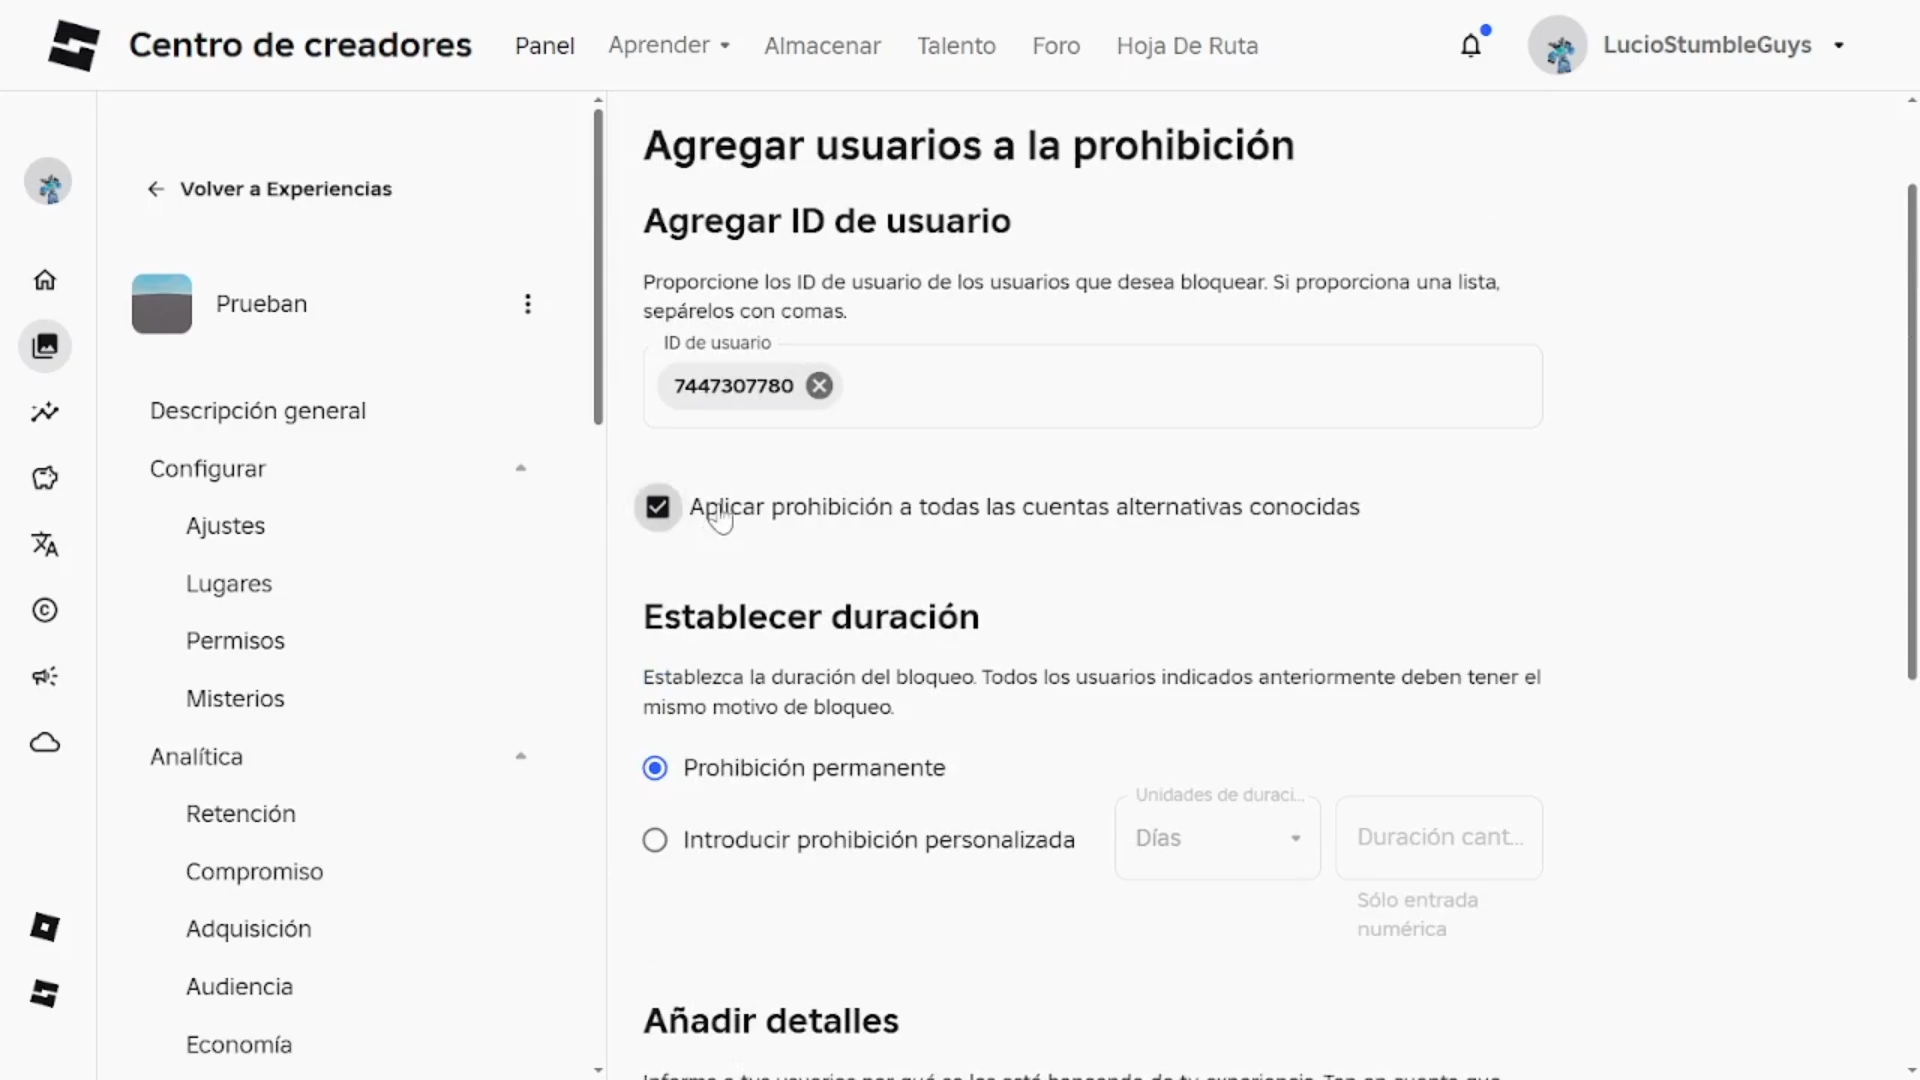 Centro de creadores
Panel
Aprender
Almacenar
Talento
Foro
Hoja De Ruta
LucioStumbleGuys
Volver a Experiencias
Prueban
Descripción general
Configurar
Ajustes
Lugares
Permisos
Misterios
Analítica
Retención
Compromiso
Adquisición
Audiencia
Economía
Agregar usuarios a la prohibición
Agregar ID de usuario
Proporcione los ID de usuario de los usuarios que desea bloquear. Si proporciona una lista,
sepárelos con comas.
ID de usuario
7447307780
Aplicar prohibición a todas las cuentas alternativas conocidas
Establecer duración
Establezca la duración del bloqueo. Todos los usuarios indicados anteriormente deben tener el
mismo motivo de bloqueo.
Prohibición permanente
Introducir prohibición personalizada
Unidades de duraci...
Días
Duración cant...
Sólo entrada
numérica
Añadir detalles